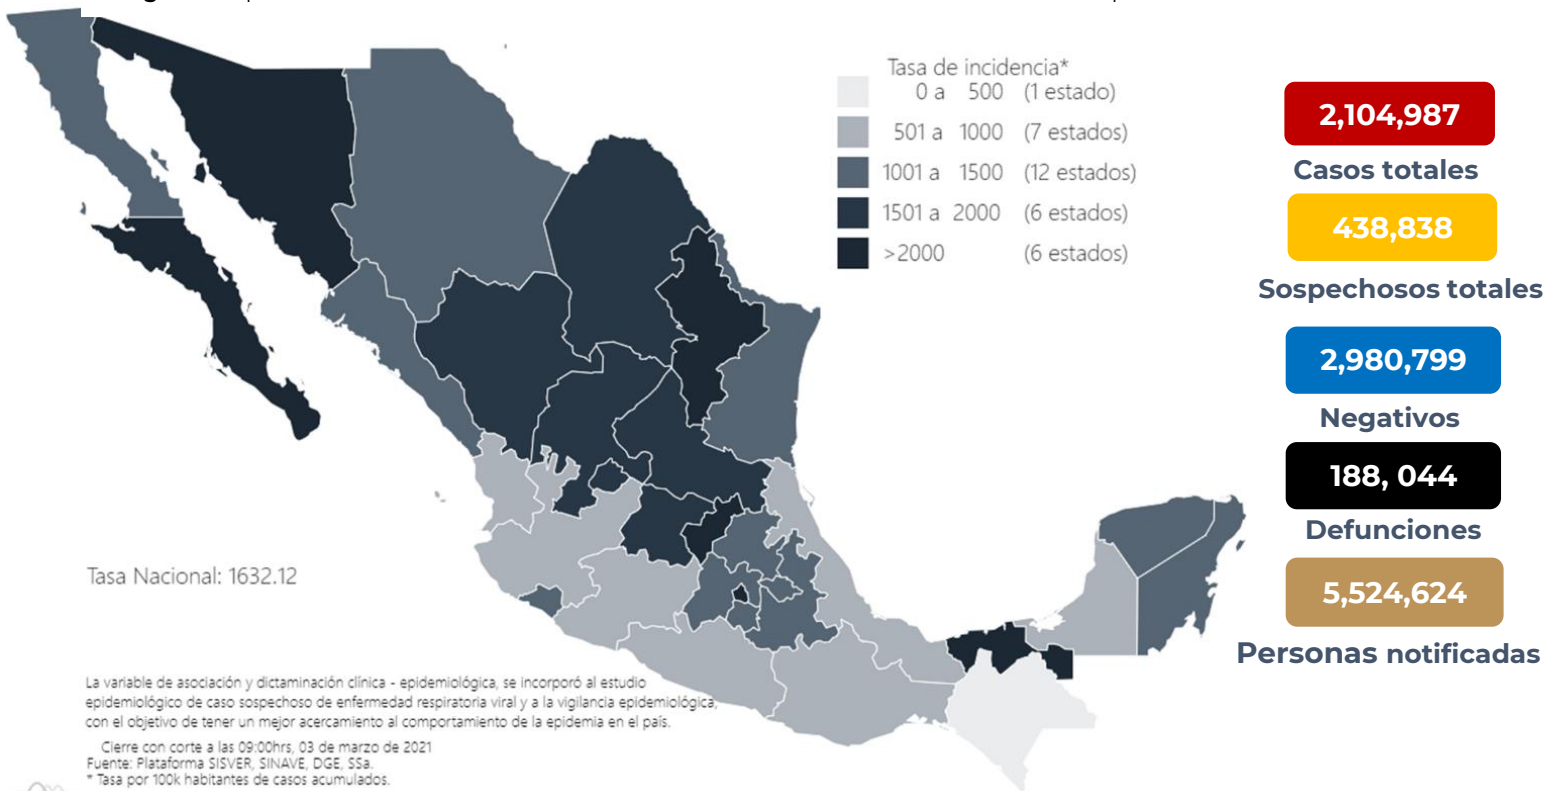 Tasa de incidencia*
0 a 500 (1 estado)
501 a 1000 (7 estados)
1001 a 1500 (12 estados)
1501 a 2000 (6 estados)
>2000 (6 estados)
2,104,987
Casos totales
438,838
Sospechosos totales
2,980,799
Negativos
188, 044
Defunciones
5,524,624
Personas notificadas
Tasa Nacional: 1632.12
La variable de asociación y dictaminación clínica - epidemiológica, se incorporó al estudio
epidemiológico de caso sospechoso de enfermedad respiratoria viral y a la vigilancia epidemiológica,
con el objetivo de tener un mejor acercamiento al comportamiento de la epidemia en el país.
Cierre con corte a las 09:00hrs, 03 de marzo de 2021
Fuente: Plataforma SISVER, SINAVE, DGE, SSa.
* Tasa por 100k habitantes de casos acumulados.